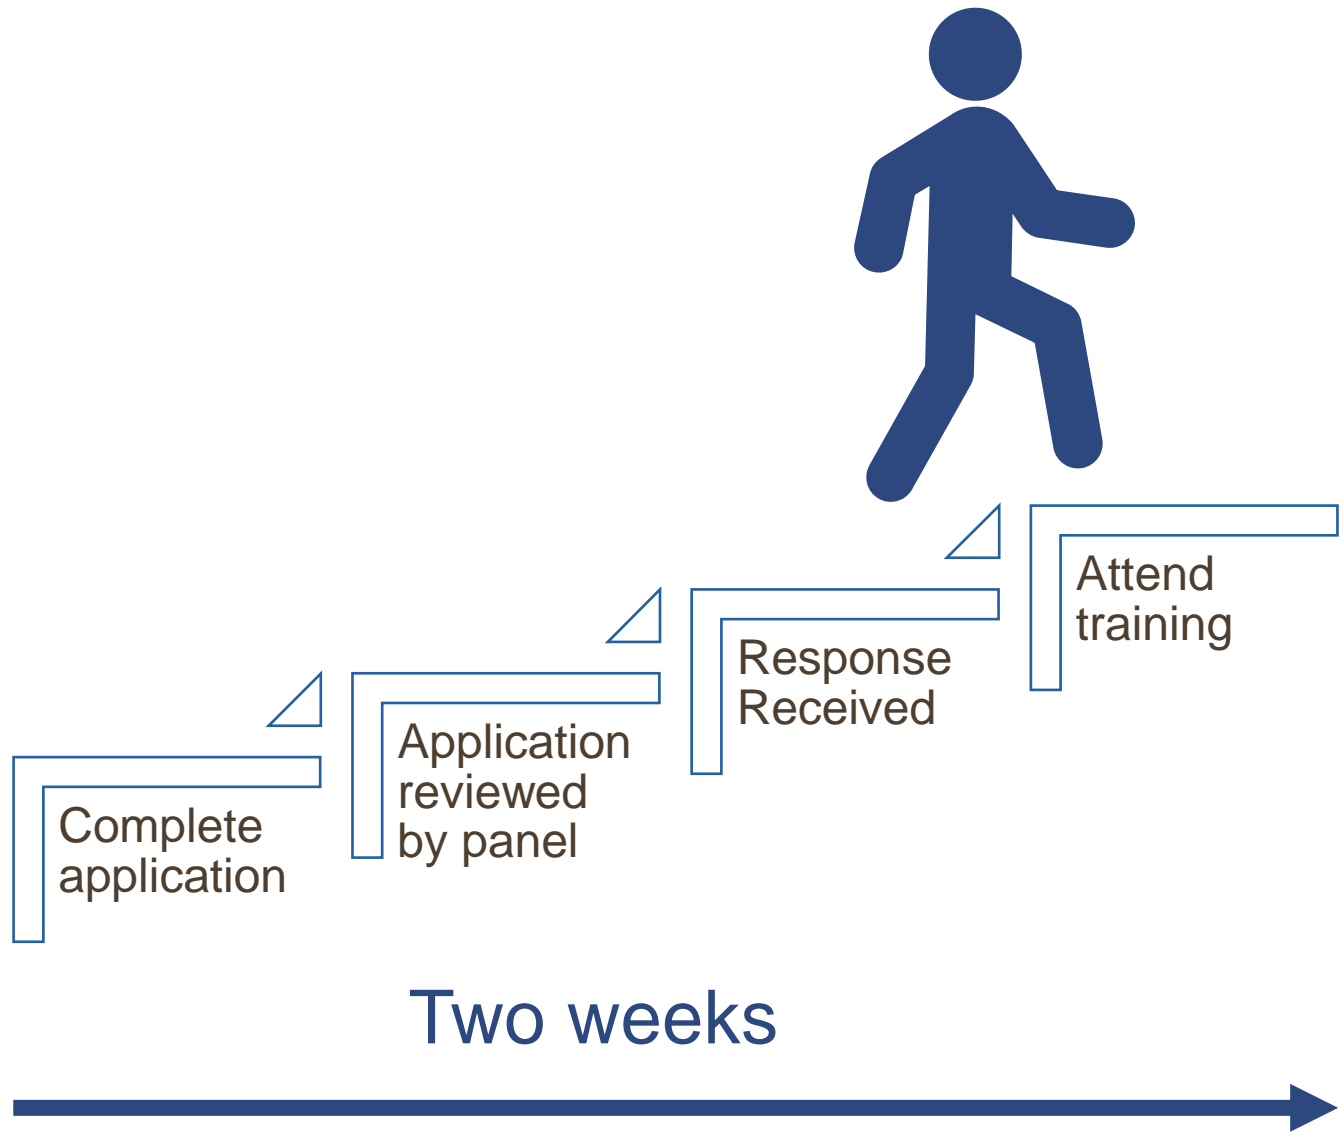 Complete
application
Application
reviewed
by panel
Response
Received
Attend
training
Two weeks